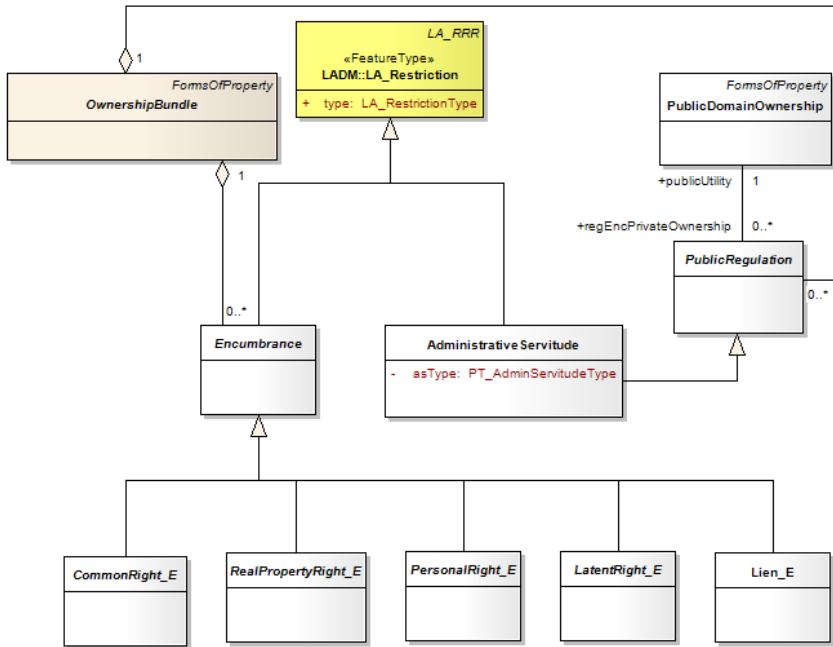 1
LA_RRR
«FeatureType»
LADM::LA_Restriction
+ type: LA_RestrictionType
FormsOfProperty
OwnershipBundle
FormsOfProperty
PublicDomainOwnership
1
+publicUtility 1
+regEncPrivateOwnership 0..*
PublicRegulation
0..*
0..*
Encumbrance
AdministrativeServitude
- asType: PT_AdminServitudeType
CommonRight_E
RealPropertyRight_E
PersonalRight_E
LatentRight_E
Lien_E